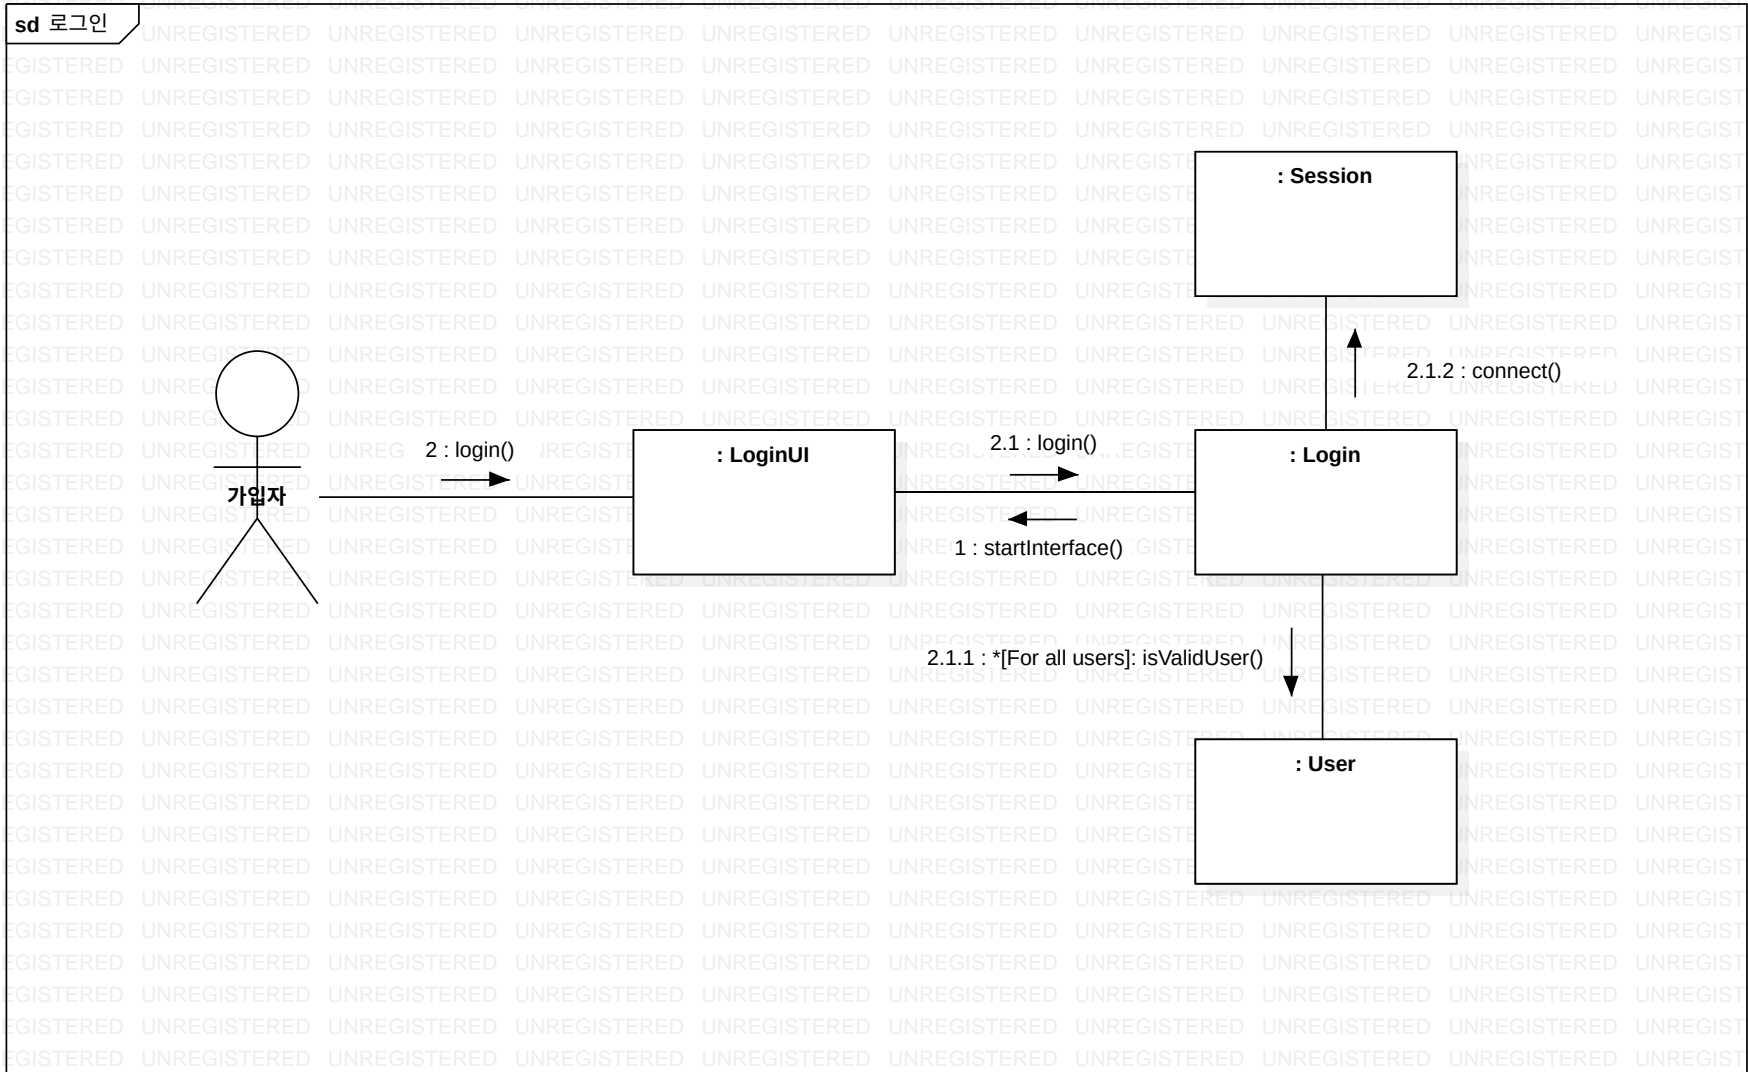 sd 로그인
: Session
2.1.2 : connect()
2 : login()
: LoginUI
2.1 : login()
: Login
가입자
1 : startInterface()
2.1.1 : *[For all users]: isValidUser()
: User
UNREGISTERED